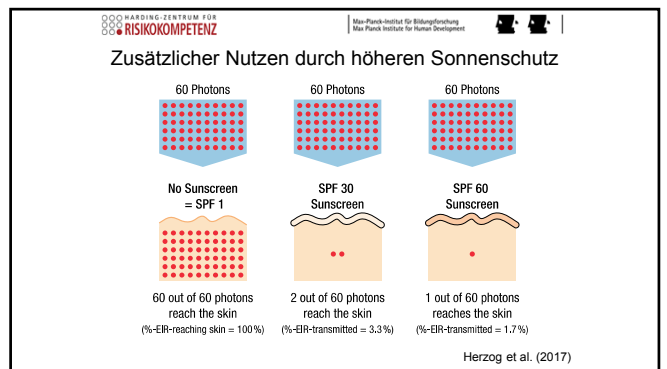 HARDING-ZENTRUM FÜR
RISIKOKOMPETENZ
Max-Planck-Institut für Bildungsforschung
Max Planck Institute for Human Development
Zusätzlicher Nutzen durch höheren Sonnenschutz
60 Photons
60 Photons
60 Photons
No Sunscreen
= SPF 1
SPF 30
Sunscreen
SPF 60
Sunscreen
60 out of 60 photons
reach the skin
(%-EIR-reaching skin = 100%)
2 out of 60 photons
reach the skin
(%-EIR-transmitted = 3.3%)
1 out of 60 photons
reaches the skin
(%-EIR-transmitted = 1.7%)
Herzog et al. (2017)